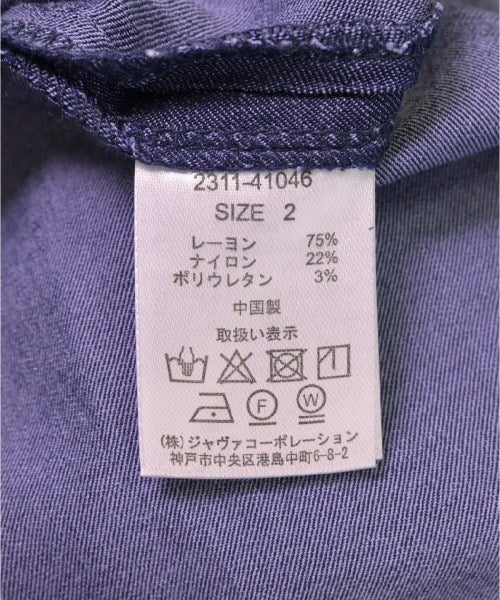 2311-41046
SIZE 2
レーヨン 75%
ナイロン 22%
ポリウレタン 3%
中国製
取扱い表示
F W
(株)ジャヴァコーポレーション
神戸市中央区港島中町6-8-2